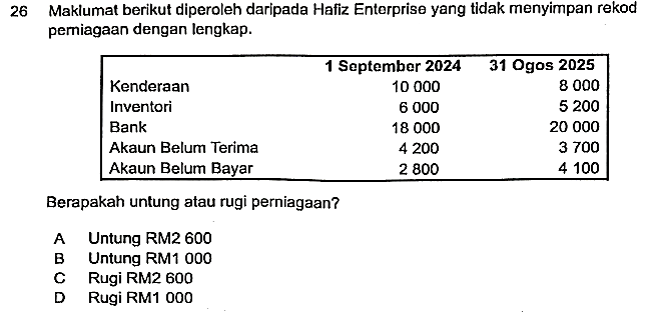 26 Maklumat berikut diperoleh daripada Hafiz Enterprise yang tidak menyimpan rekod
perniagaan dengan lengkap.
1 September 2024 31 Ogos 2025
Kenderaan 10 000 8 000
Inventori 6 000 5 200
Bank 18 000 20 000
Akaun Belum Terima 4 200 3 700
Akaun Belum Bayar 2 800 4 100
Berapakah untung atau rugi perniagaan?
A Untung RM2 600
B Untung RM1 000
C Rugi RM2 600
D Rugi RM1 000